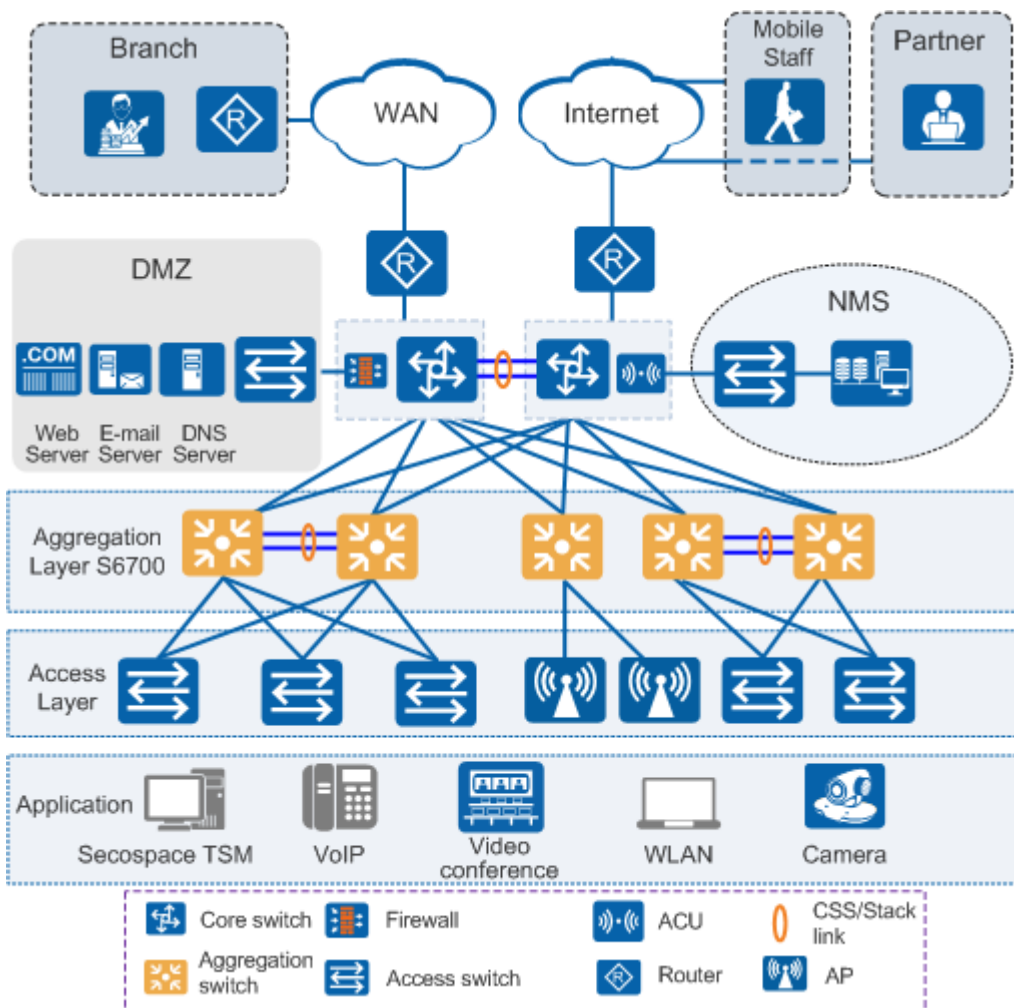 Branch
WAN
Internet
Mobile
Staff
Partner
R
R
R
DMZ
NMS
.COM
Web
Server
E-mail
Server
DNS
Server
Aggregation
Layer S6700
Access
Layer
Application
Secospace TSM
VoIP
Video
conference
WLAN
Camera
Core switch
Firewall
ACU
CSS/Stack
link
Aggregation
switch
Access switch
R
Router
AP